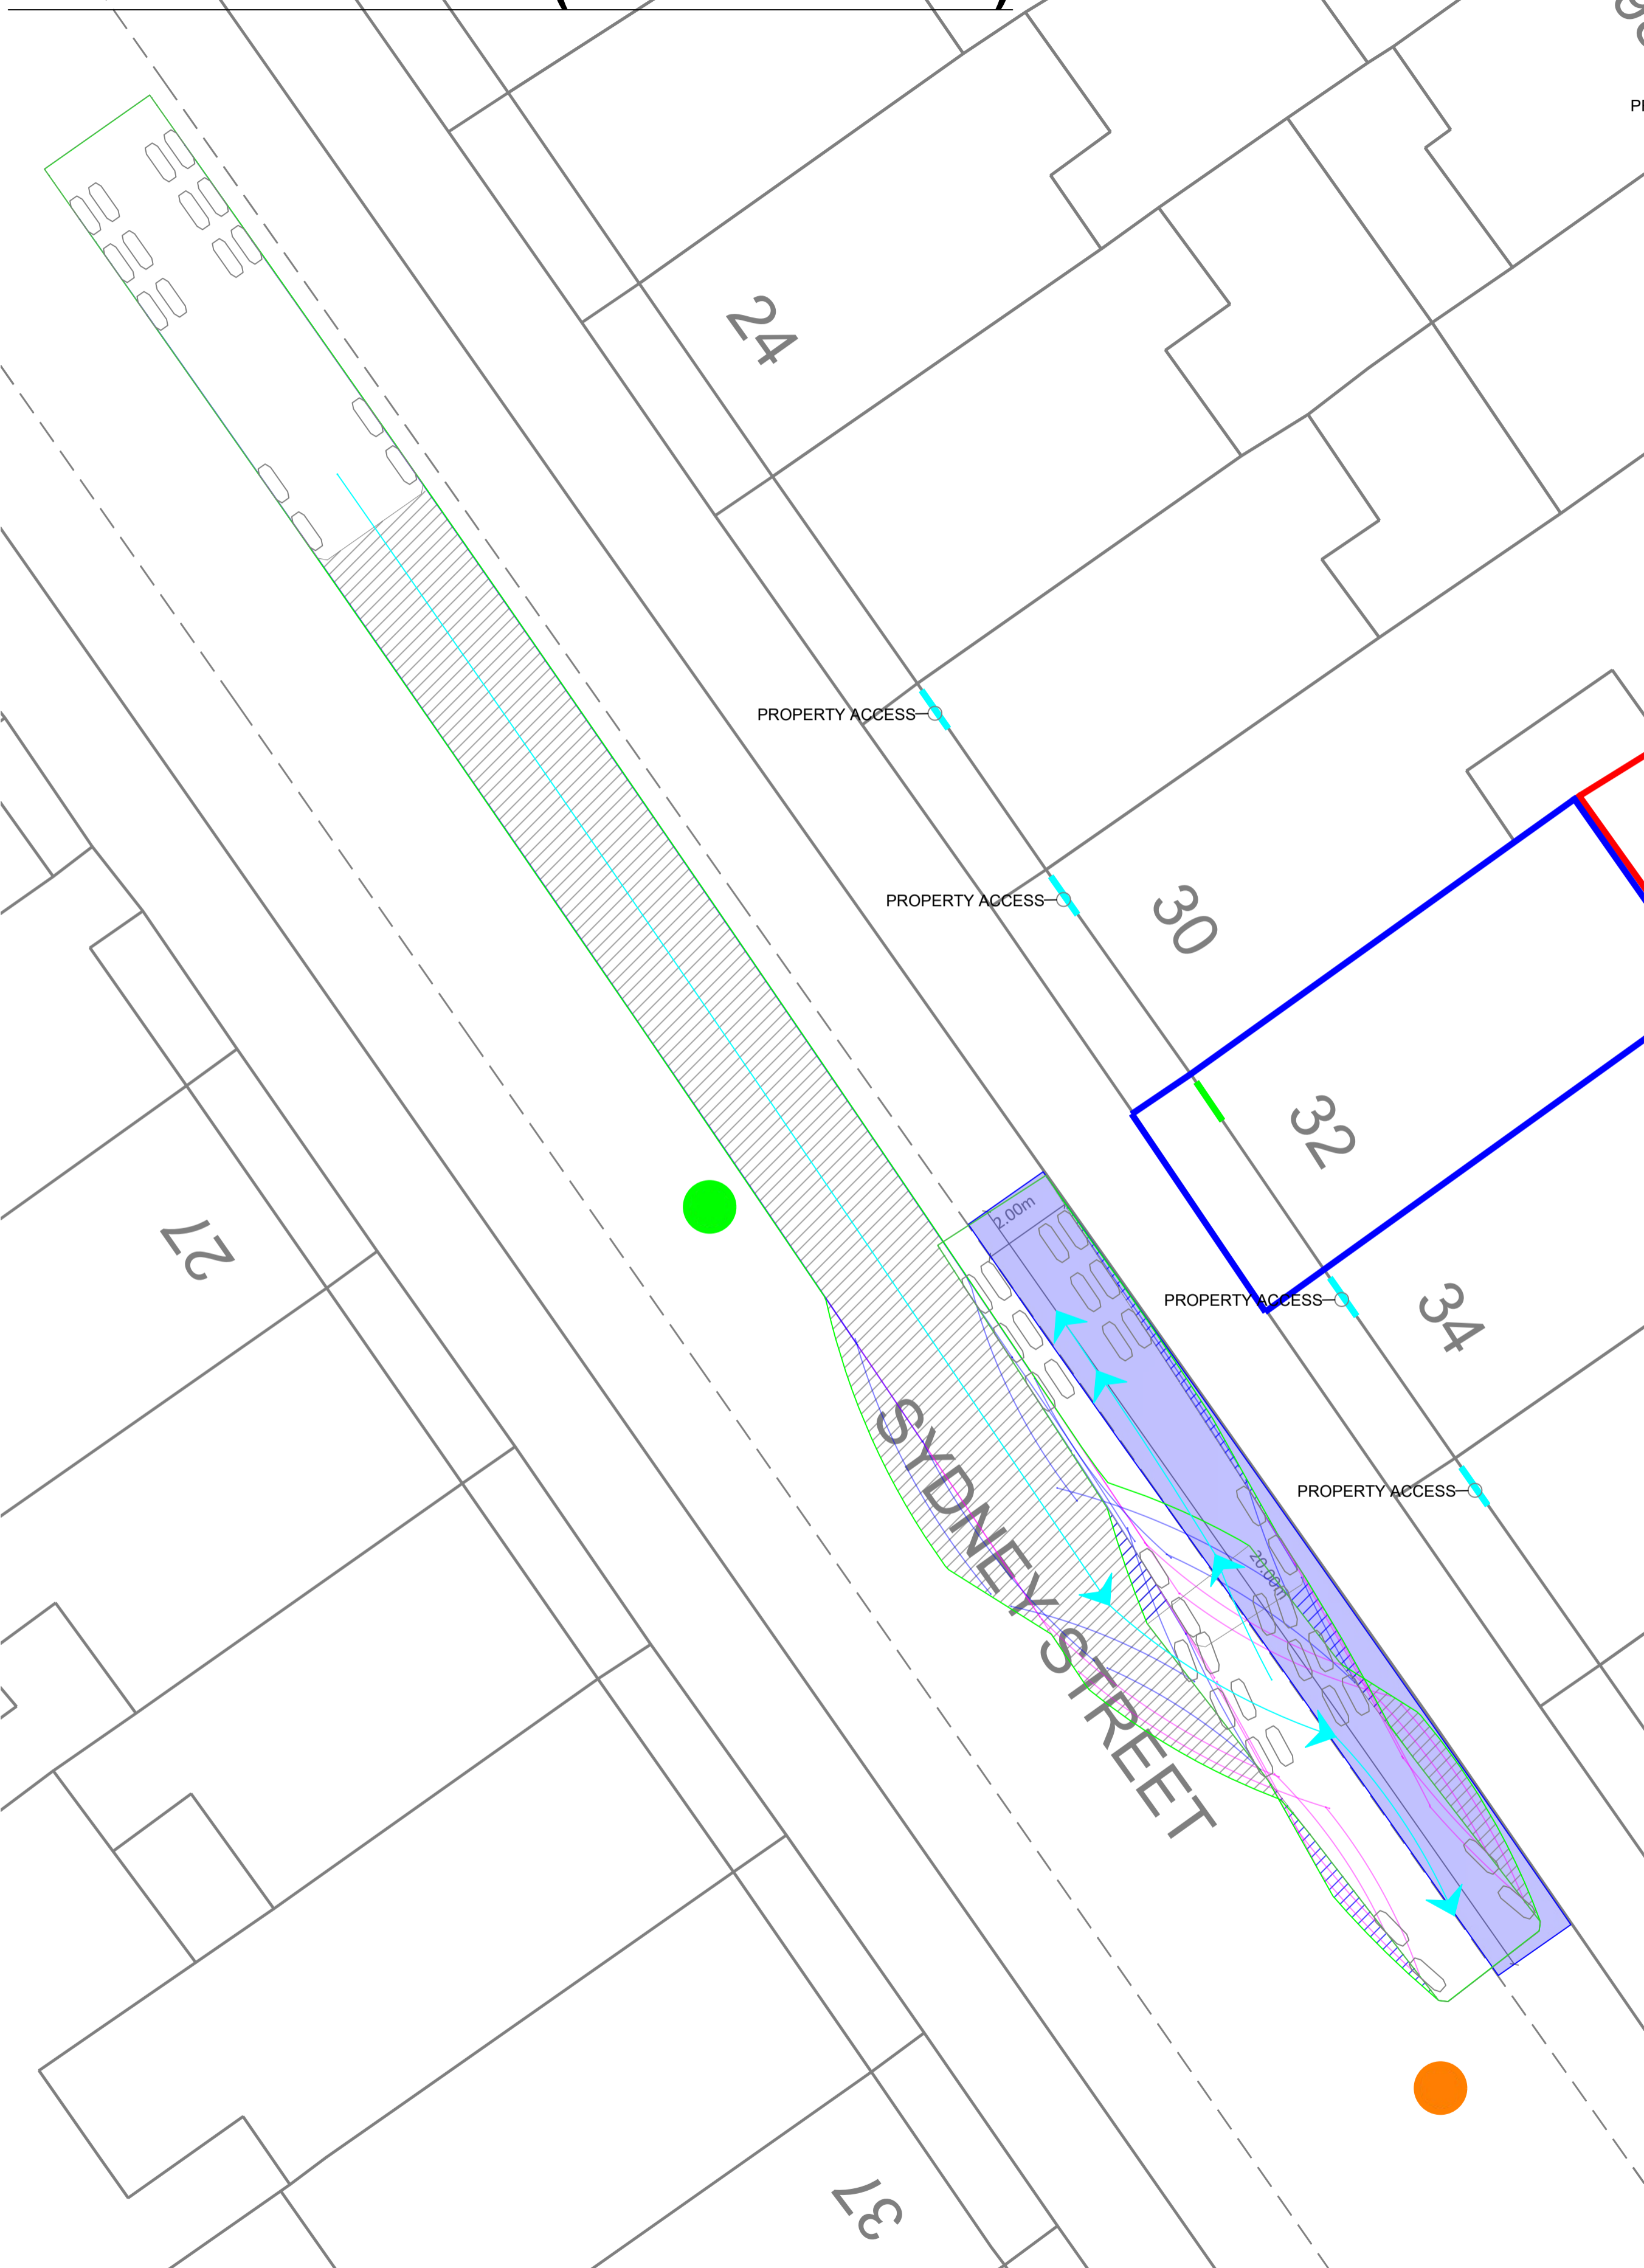 24
PROPERTY ACCESS
PROPERTY ACCESS
30
32
2.00m
27
PROPERTY ACCESS
34
SYDNEY STREET
PROPERTY ACCESS
20.00m
37